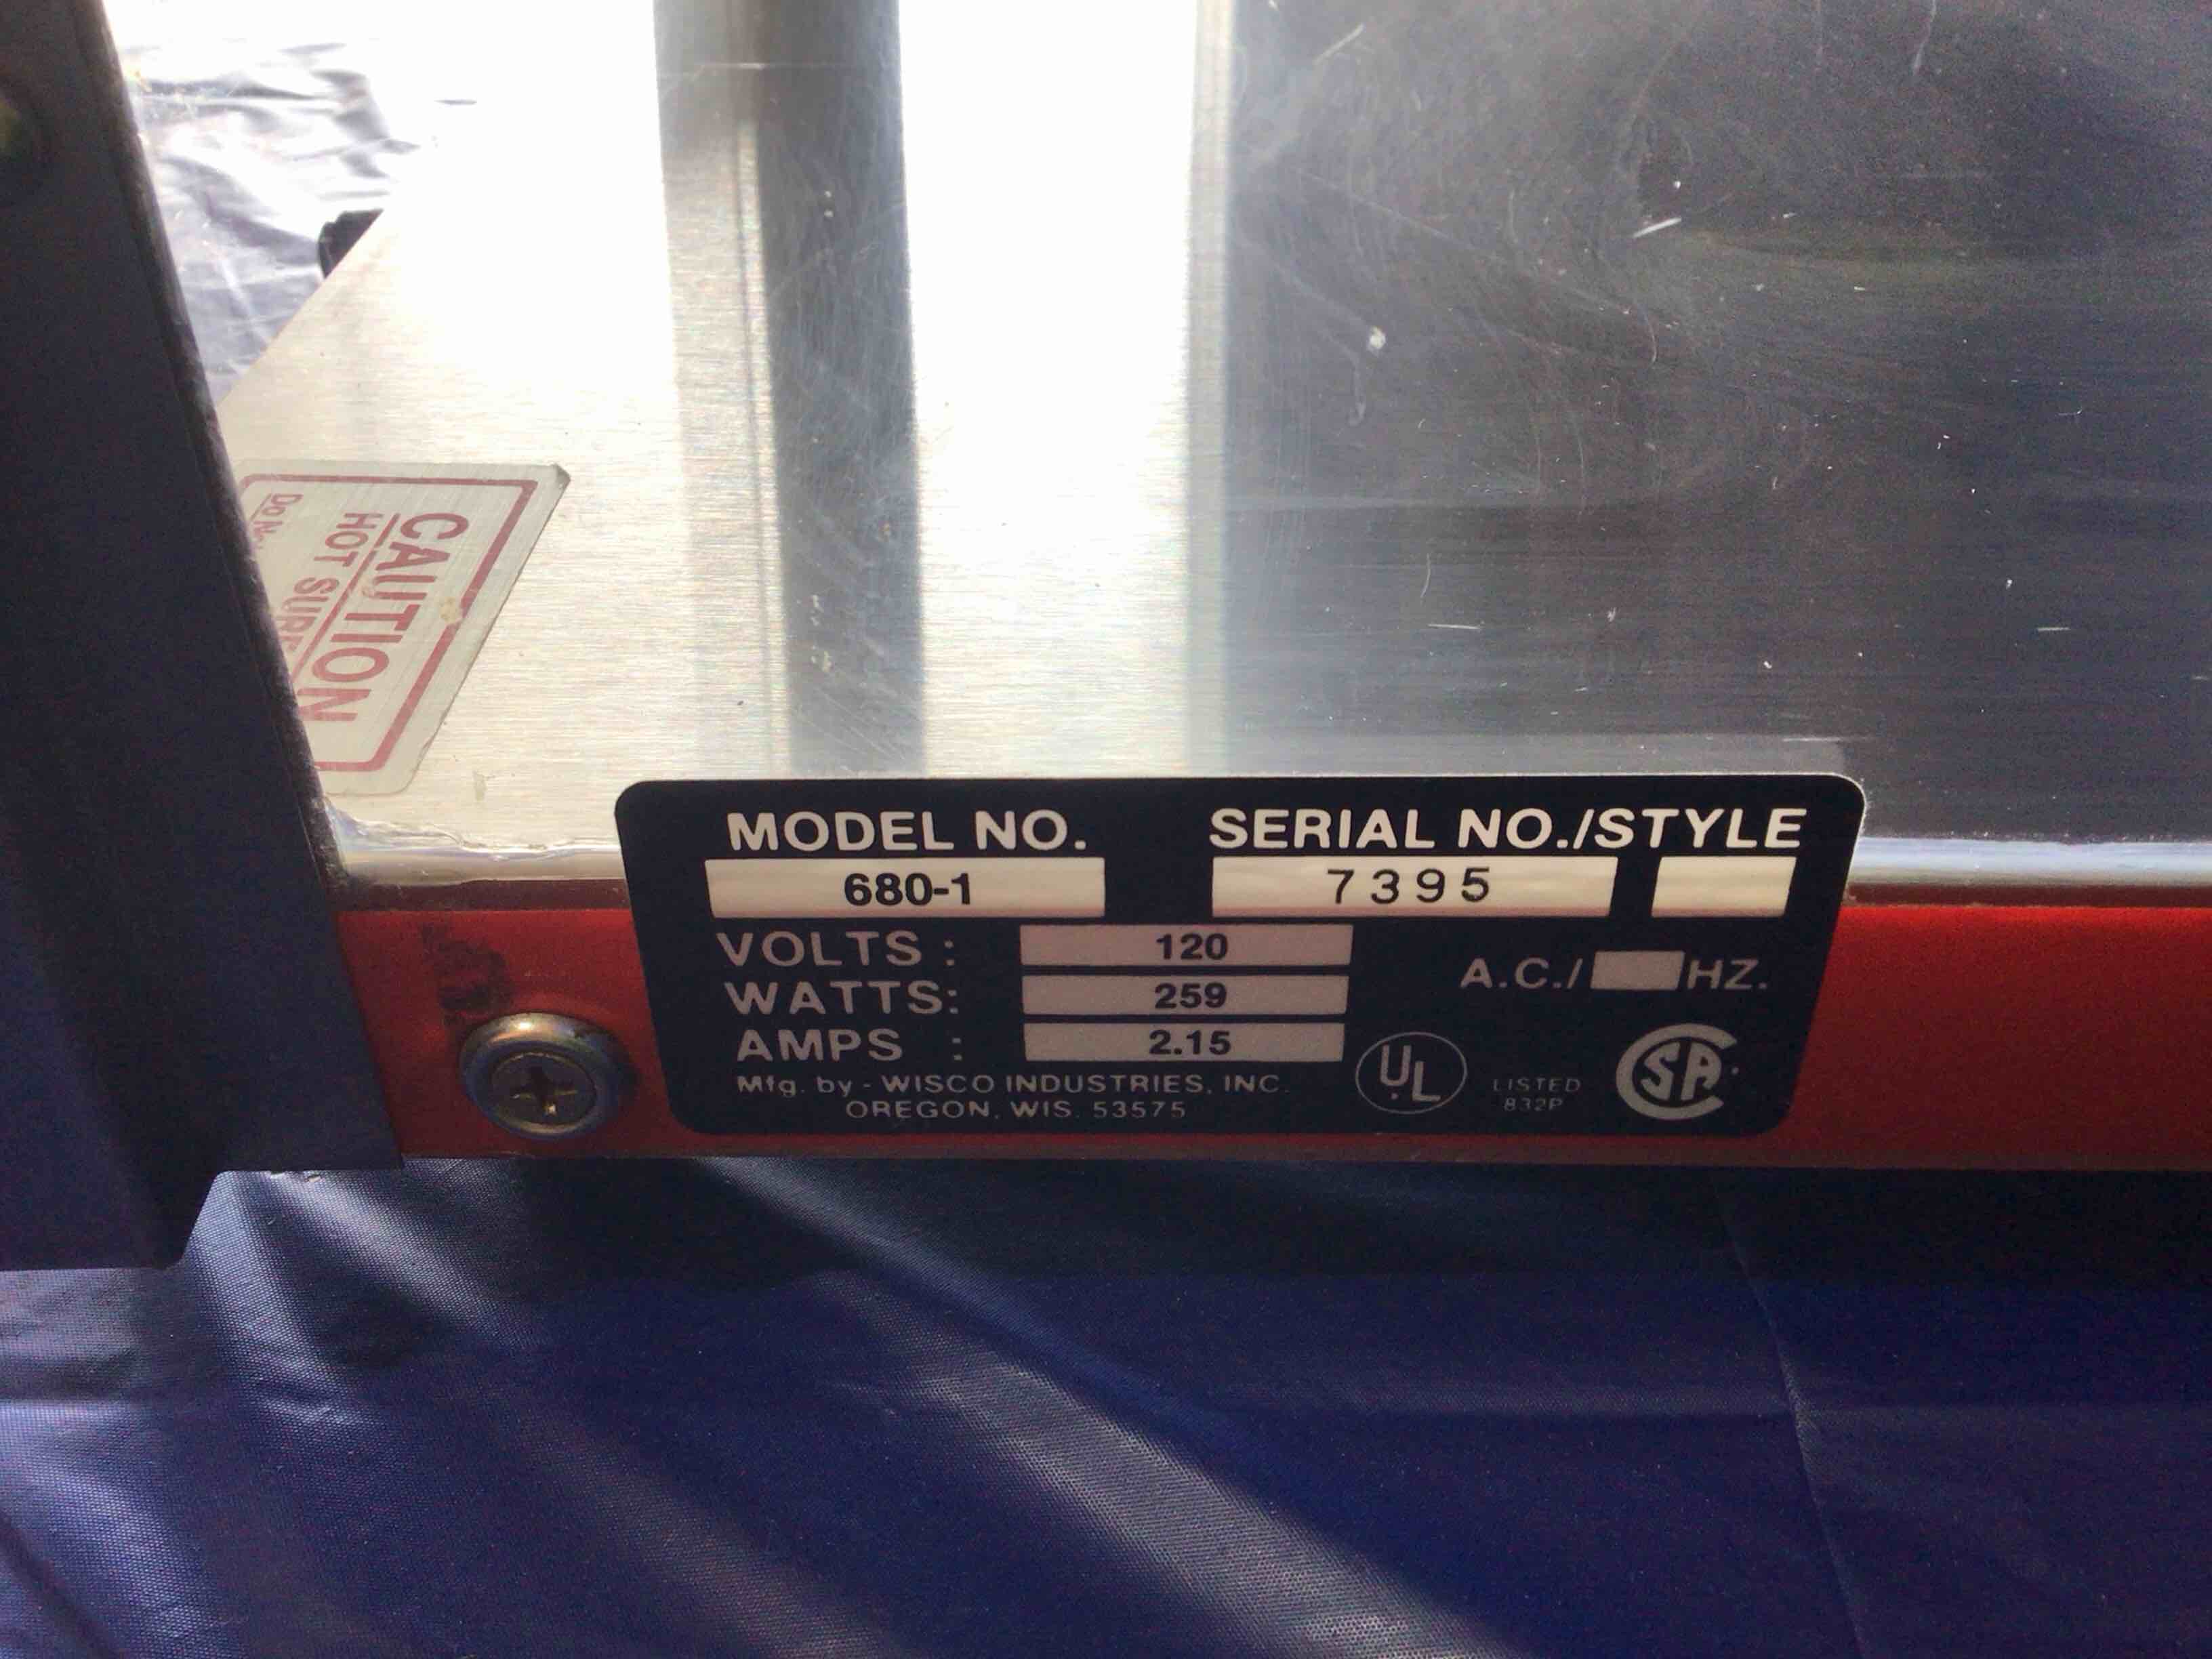 CAUTION
HOT SURF
Do N
MODEL NO. SERIAL NO./STYLE
680-1 7395
VOLTS : 120 A.C./ HZ.
WATTS: 259
AMPS : 2.15
Mfg. by - WISCO INDUSTRIES, INC.
OREGON, WIS. 53575
UL LISTED
832P
SA